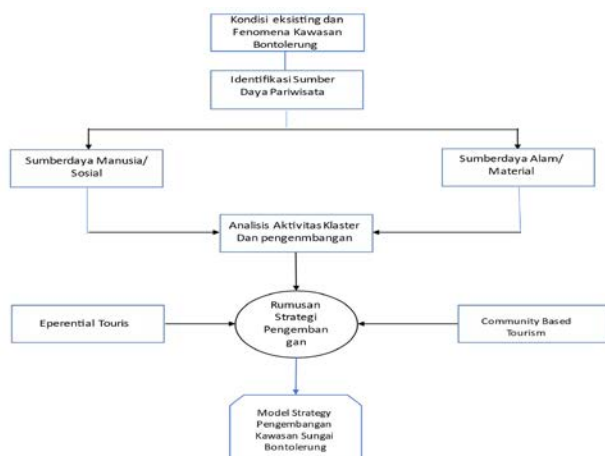 Kondisi eksisting dan
Fenomena Kawasan
Bontolerung
Identifikasi Sumber
Daya Pariwisata
Sumberdaya Manusia/
Sosial
Sumberdaya Alam/
Material
Analisis Aktivitas Klaster
Dan pengenmbangan
Eperential Touris
Rumusan
Strategi
Pengemban
gan
Community Based
Tourism
Model Strategy
Pengembangan
Kawasan Sungai
Bontolerung